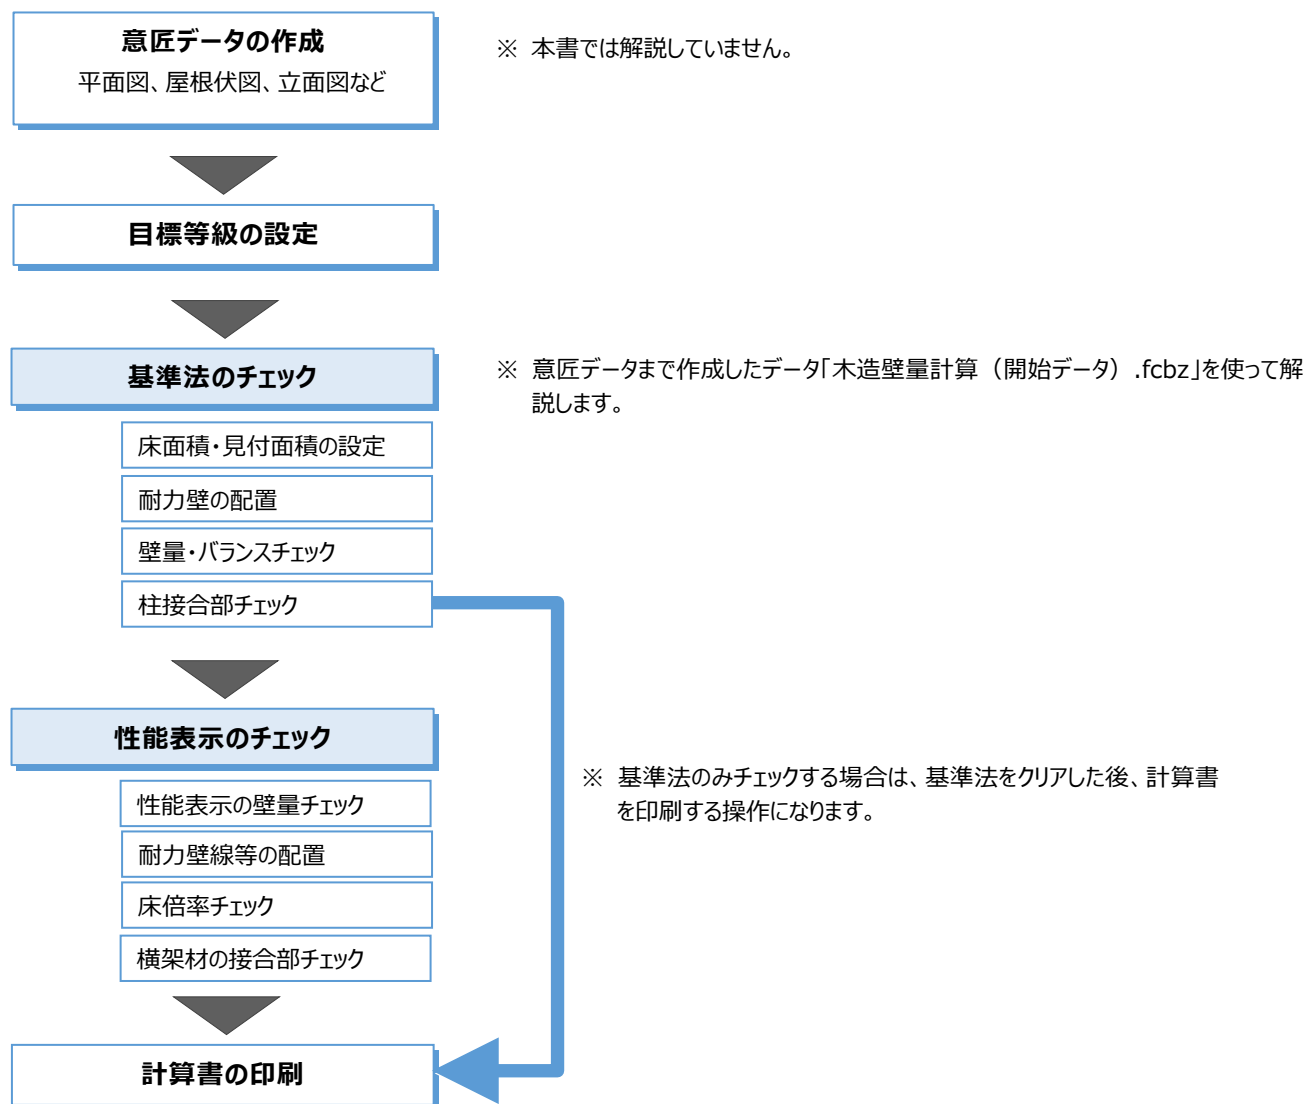 意匠データの作成
平面図、屋根伏図、立面図など
※ 本書では解説していません。
目標等級の設定
基準法のチェック
※ 意匠データまで作成したデータ「木造壁量計算（開始データ）.fcbz」を使って解
説します。
床面積・見付面積の設定
耐力壁の配置
壁量・バランスチェック
柱接合部チェック
性能表示のチェック
※ 基準法のみチェックする場合は、基準法をクリアした後、計算書
を印刷する操作になります。
性能表示の壁量チェック
耐力壁線等の配置
床倍率チェック
横架材の接合部チェック
計算書の印刷